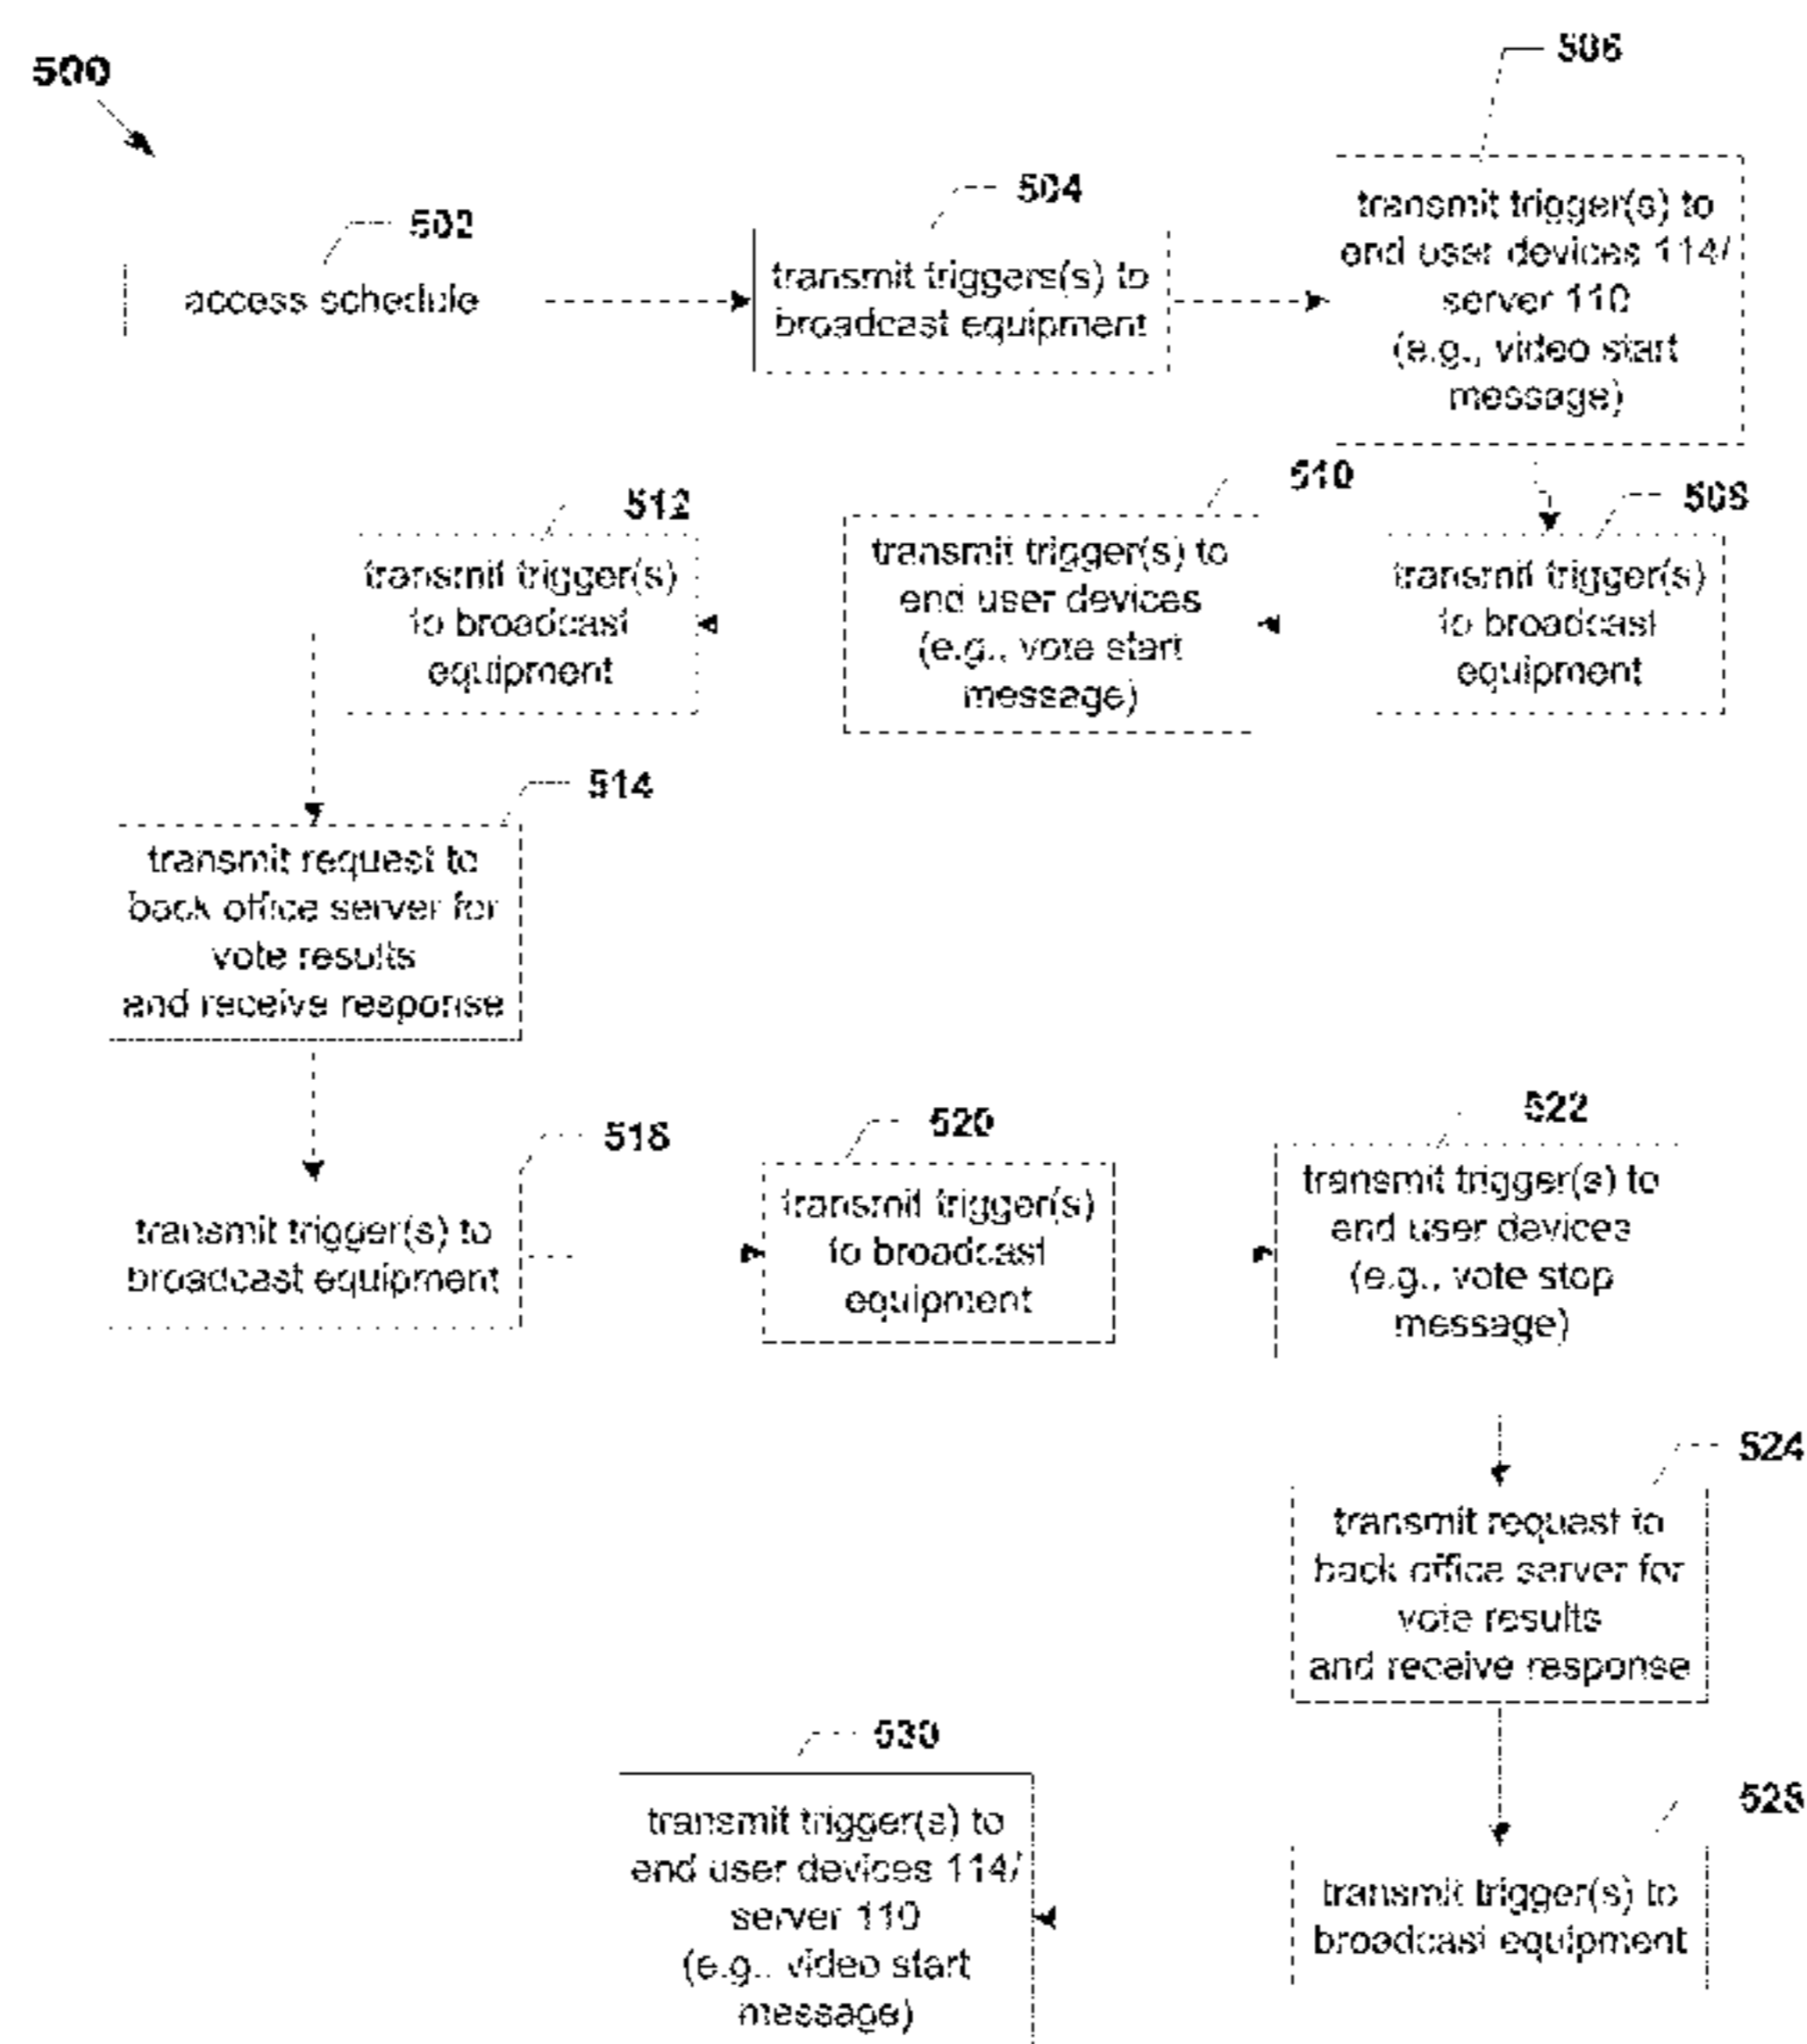 500
502
access schedule
504
transmit triggers(s) to
broadcast equipment
506
transmit trigger(s) to
end user devices 114/
server 110
(e.g., video start
message)
508
transmit trigger(s)
to broadcast
equipment
510
transmit trigger(s) to
end user devices
(e.g., vote start
message)
512
transmit trigger(s)
to broadcast
equipment
514
transmit request to
back office server for
vote results
and receive response
518
transmit trigger(s) to
broadcast equipment
520
transmit trigger(s)
to broadcast
equipment
522
transmit trigger(s) to
end user devices
(e.g., vote stop
message)
524
transmit request to
back office server for
vote results
and receive response
528
transmit trigger(s) to
broadcast equipment
530
transmit trigger(s) to
end user devices 114/
server 110
(e.g., video start
message)